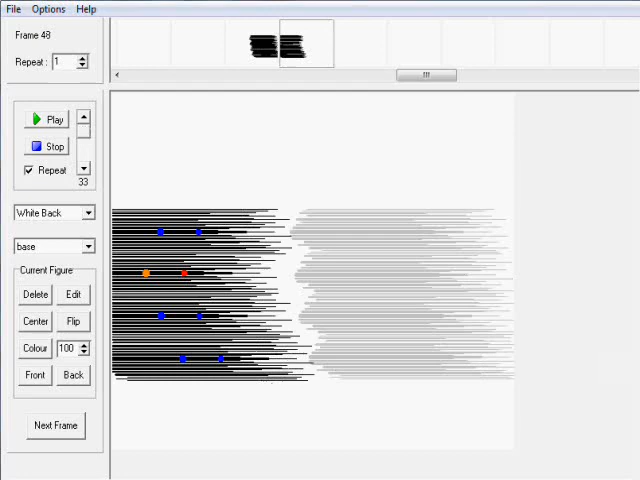 File Options Help
Frame 48
Repeat : 1
Play
Stop
Repeat
33
White Back
base
Current Figure
Delete Edit
Center Flip
Colour 100
Front Back
Next Frame